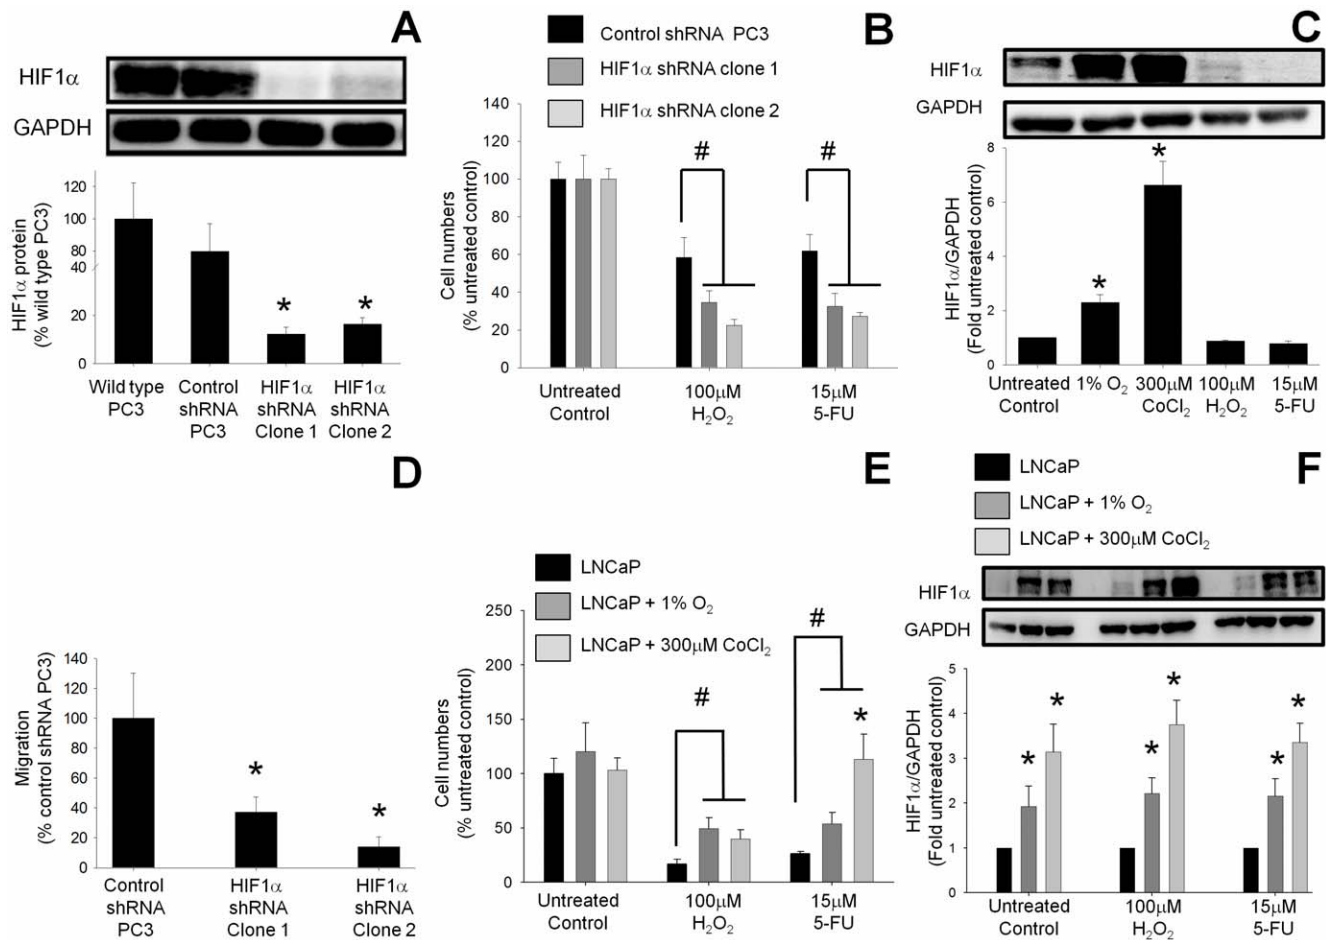 A
HIF1α
GAPDH
HIF1α protein
(% wild type PC3)
120
100
80
40
20
0
*
*
Wild type
PC3
Control
shRNA
PC3
HIF1α
shRNA
Clone 1
HIF1α
shRNA
Clone 2
B
Control shRNA PC3
HIF1α shRNA clone 1
HIF1α shRNA clone 2
Cell numbers
(% untreated control)
140
120
100
80
60
40
20
0
#
#
Untreated
Control
100μM
H₂O₂
15μM
5-FU
C
HIF1α
GAPDH
HIF1α/GAPDH
(Fold untreated control)
8
6
4
2
0
*
*
Untreated
Control
1% O₂
300μM
CoCl₂
100μM
H₂O₂
15μM
5-FU
D
Migration
(% control shRNA PC3)
140
120
100
80
60
40
20
0
*
*
Control
shRNA
PC3
HIF1α
shRNA
Clone 1
HIF1α
shRNA
Clone 2
E
LNCaP
LNCaP + 1% O₂
LNCaP + 300μM CoCl₂
Cell numbers
(% untreated control)
250
200
150
100
50
0
#
#
*
Untreated
Control
100μM
H₂O₂
15μM
5-FU
F
LNCaP
LNCaP + 1% O₂
LNCaP + 300μM CoCl₂
HIF1α
GAPDH
HIF1α/GAPDH
(Fold untreated control)
5
4
3
2
1
0
*
*
*
*
*
*
Untreated
Control
100μM
H₂O₂
15μM
5-FU